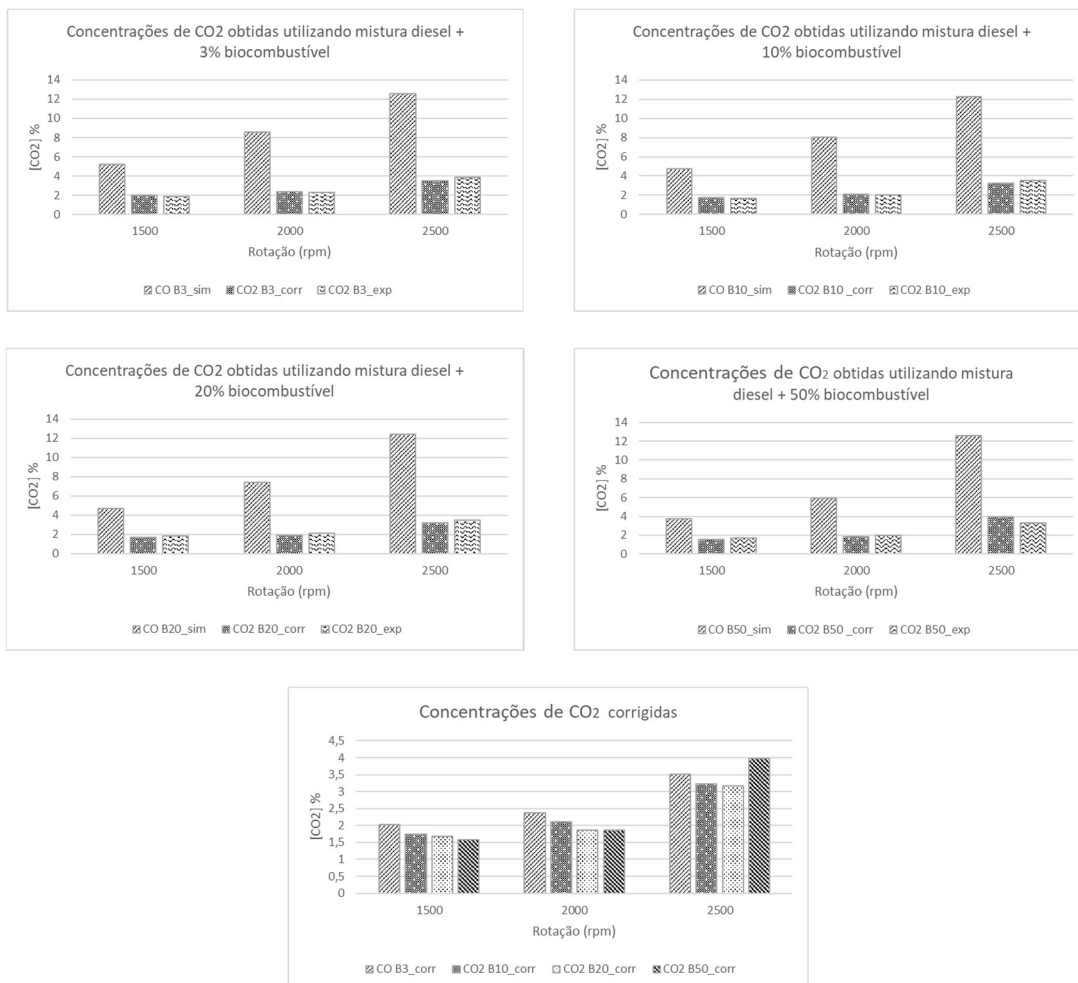 Concentrações de CO2 obtidas utilizando mistura diesel +
3% biocombustível
14
12
10
8
6
4
2
0
[CO2] %
1500 2000 2500
Rotação (rpm)
CO B3_sim CO2 B3_corr CO2 B3_exp
Concentrações de CO2 obtidas utilizando mistura diesel +
10% biocombustível
14
12
10
8
6
4
2
0
[CO2] %
1500 2000 2500
Rotação (rpm)
CO B10_sim CO2 B10 _corr CO2 B10_exp
Concentrações de CO2 obtidas utilizando mistura diesel +
20% biocombustível
14
12
10
8
6
4
2
0
[CO2] %
1500 2000 2500
Rotação (rpm)
CO B20_sim CO2 B20_corr CO2 B20_exp
Concentrações de CO2 obtidas utilizando mistura
diesel + 50% biocombustível
14
12
10
8
6
4
2
0
[CO2] %
1500 2000 2500
Rotação (rpm)
CO B50_sim CO2 B50 _corr CO2 B50_exp
Concentrações de CO2 corrigidas
4,5
4
3,5
3
2,5
2
1,5
1
0,5
0
[CO2] %
1500 2000 2500
Rotação (rpm)
CO B3_corr CO2 B10_corr CO2 B20_corr CO2 B50_corr